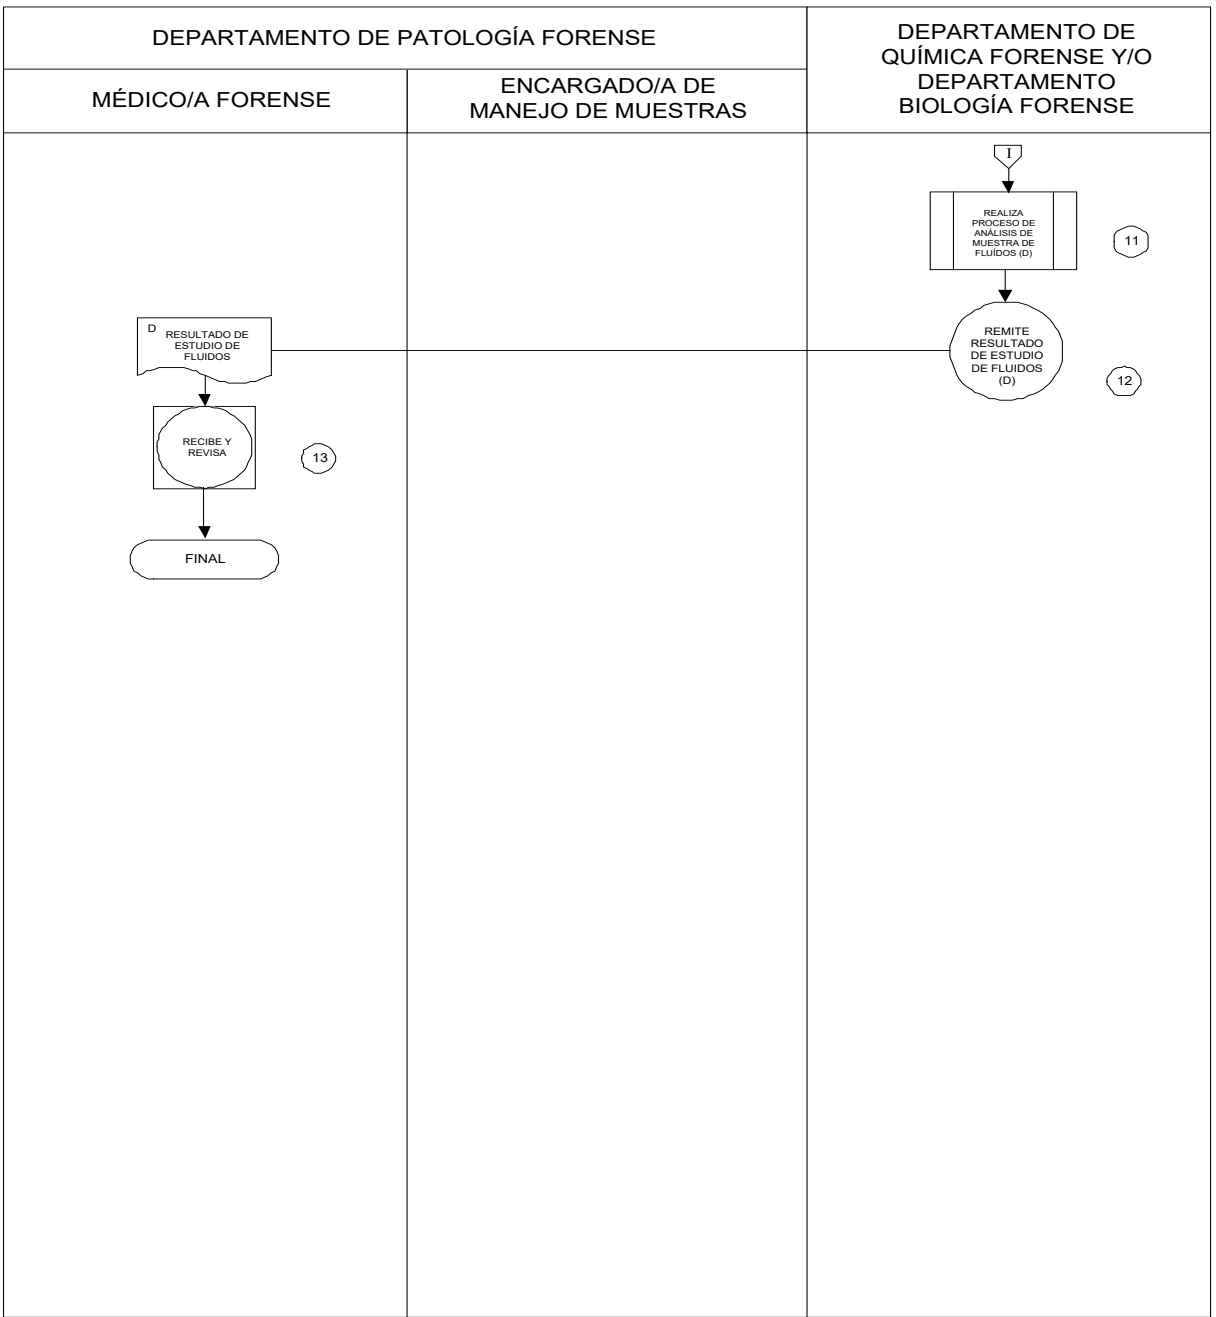 DEPARTAMENTO DE PATOLOGÍA FORENSE
DEPARTAMENTO DE
QUÍMICA FORENSE Y/O
DEPARTAMENTO
BIOLOGÍA FORENSE
MÉDICO/A FORENSE
ENCARGADO/A DE
MANEJO DE MUESTRAS
I
REALIZA
PROCESO DE
ANÁLISIS DE
MUESTRA DE
FLUÍDOS (D)
11
REMITE
RESULTADO
DE ESTUDIO
DE FLUIDOS
(D)
12
D
RESULTADO DE
ESTUDIO DE
FLUIDOS
RECIBE Y
REVISA
13
FINAL